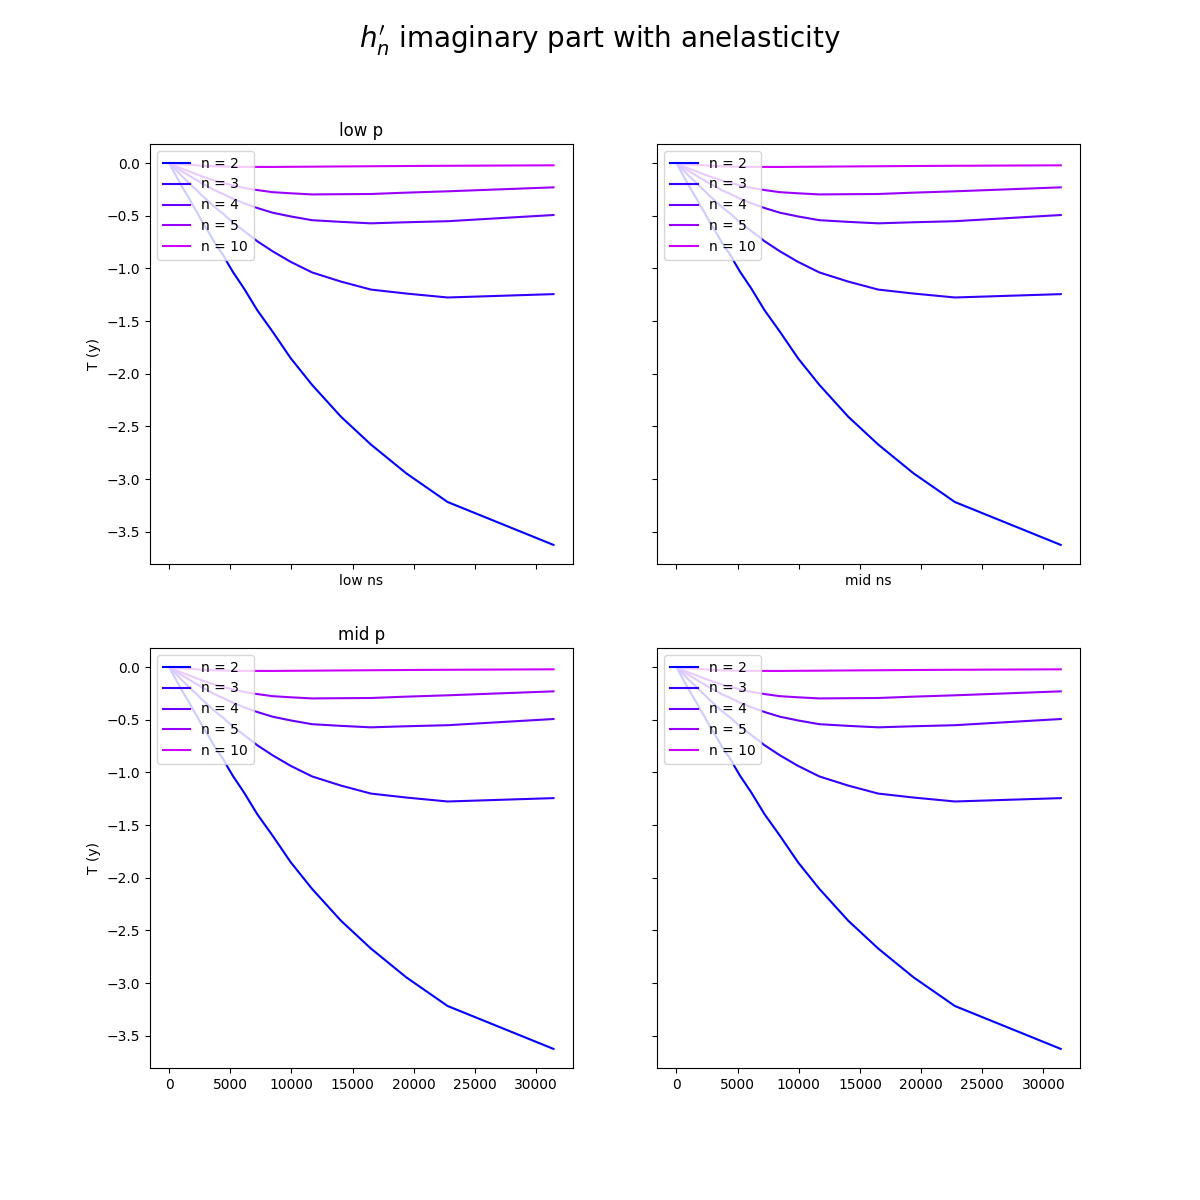 h′ₙ imaginary part with anelasticity
low p
0.0
−0.5
−1.0
−1.5
−2.0
−2.5
−3.0
−3.5
T (y)
n = 2
n = 3
n = 4
n = 5
n = 10
low ns
n = 2
n = 3
n = 4
n = 5
n = 10
mid ns
mid p
0.0
−0.5
−1.0
−1.5
−2.0
−2.5
−3.0
−3.5
T (y)
n = 2
n = 3
n = 4
n = 5
n = 10
0 5000 10000 15000 20000 25000 30000
n = 2
n = 3
n = 4
n = 5
n = 10
0 5000 10000 15000 20000 25000 30000